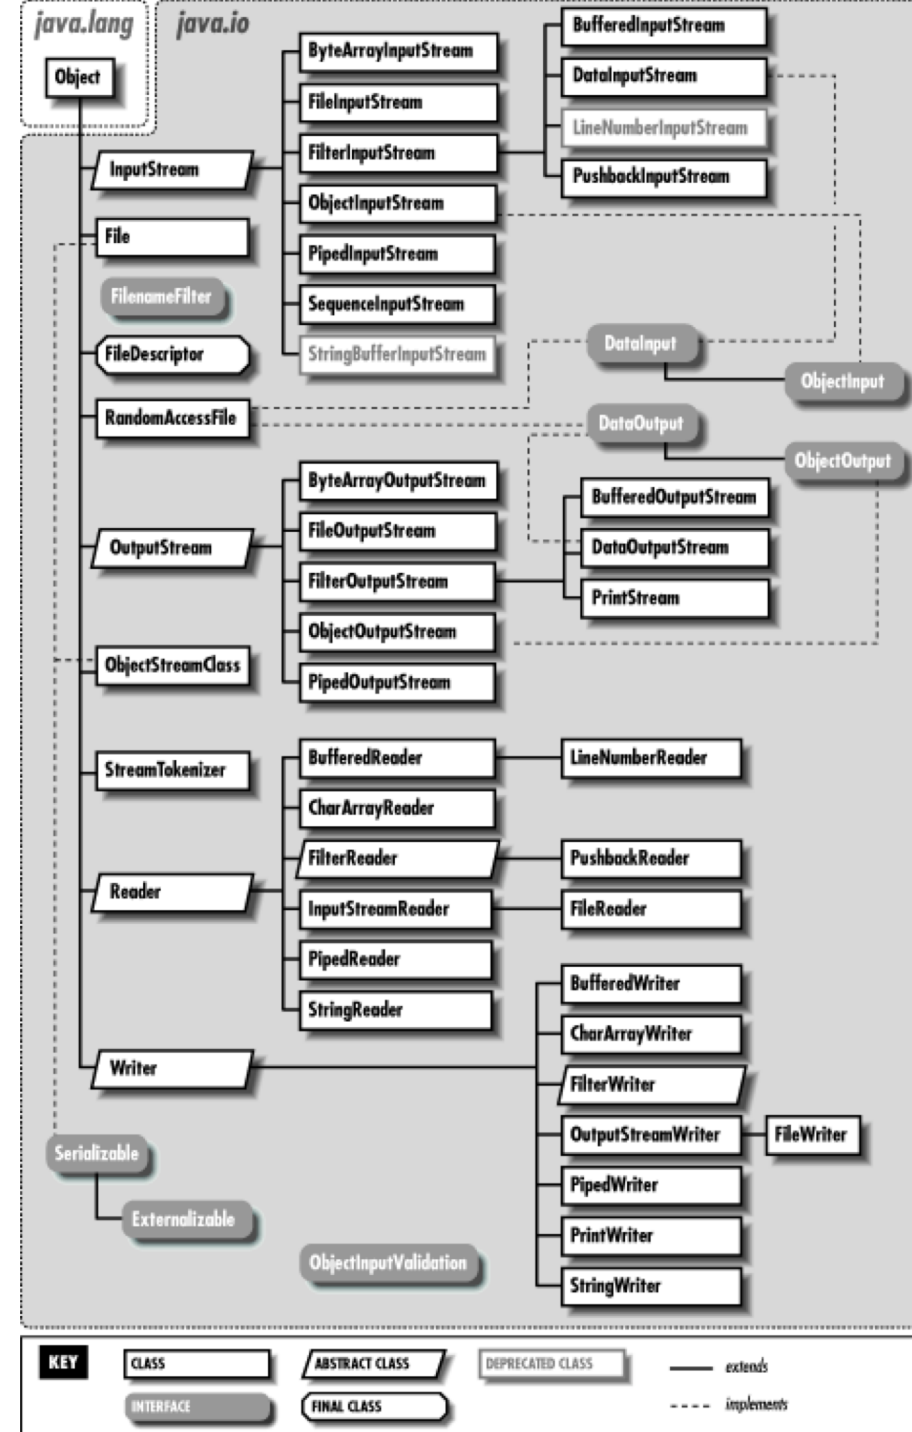 java.lang
java.io
Object
InputStream
File
FilenameFilter
FileDescriptor
RandomAccessFile
OutputStream
ObjectStreamClass
StreamTokenizer
Reader
Writer
Serializable
Externalizable
ByteArrayInputStream
FileInputStream
FilterInputStream
ObjectInputStream
PipedInputStream
SequenceInputStream
StringBufferInputStream
BufferedInputStream
DataInputStream
LineNumberInputStream
PushbackInputStream
DataInput
ObjectInput
DataOutput
ObjectOutput
ByteArrayOutputStream
FileOutputStream
FilterOutputStream
ObjectOutputStream
PipedOutputStream
BufferedOutputStream
DataOutputStream
PrintStream
BufferedReader
CharArrayReader
FilterReader
InputStreamReader
PipedReader
StringReader
LineNumberReader
PushbackReader
FileReader
BufferedWriter
CharArrayWriter
FilterWriter
OutputStreamWriter
PipedWriter
PrintWriter
StringWriter
FileWriter
ObjectInputValidation
KEY
CLASS
ABSTRACT CLASS
DEPRECATED CLASS
extends
INTERFACE
FINAL CLASS
implements